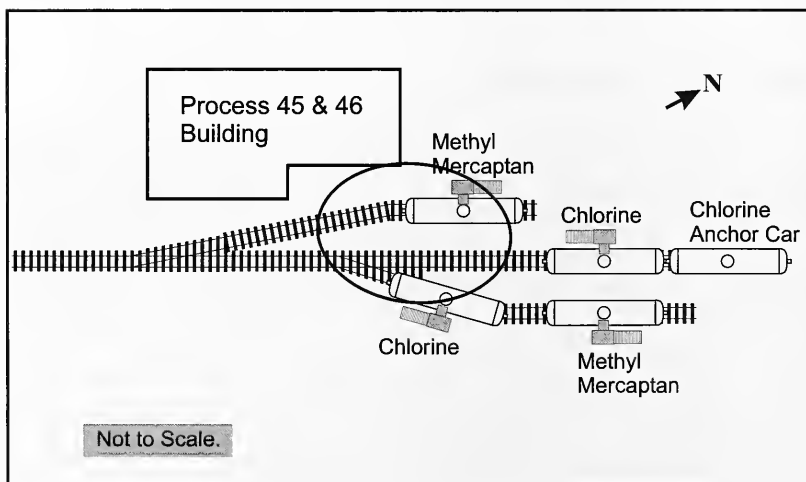 Process 45 & 46
Building
N
Methyl
Mercaptan
Chlorine
Chlorine
Anchor Car
Chlorine
Methyl
Mercaptan
Not to Scale.